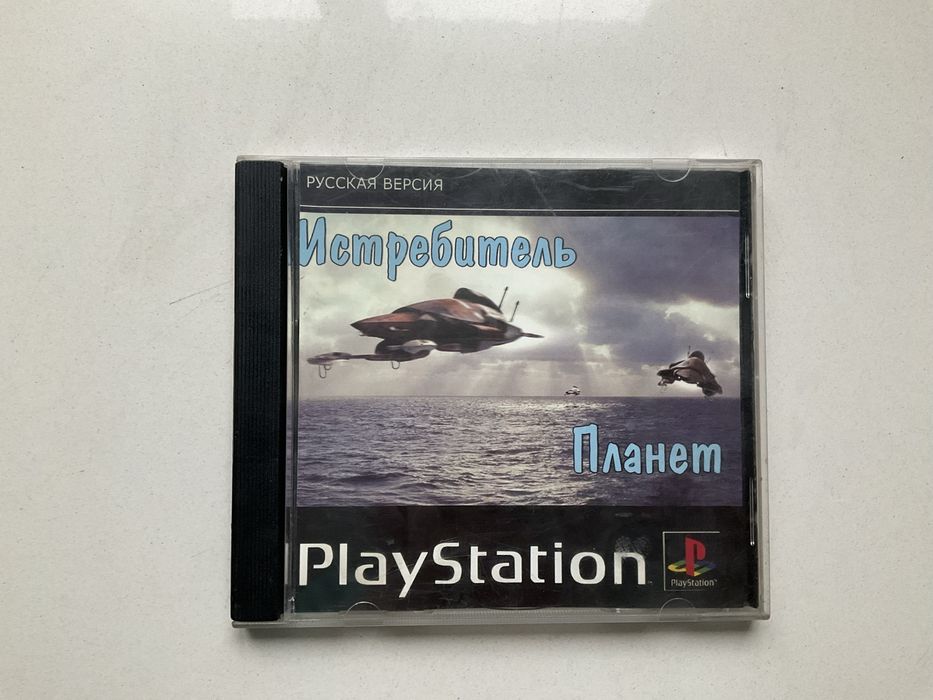 РУССКАЯ ВЕРСИЯ
Истребитель
Планет
PlayStation
PlayStation